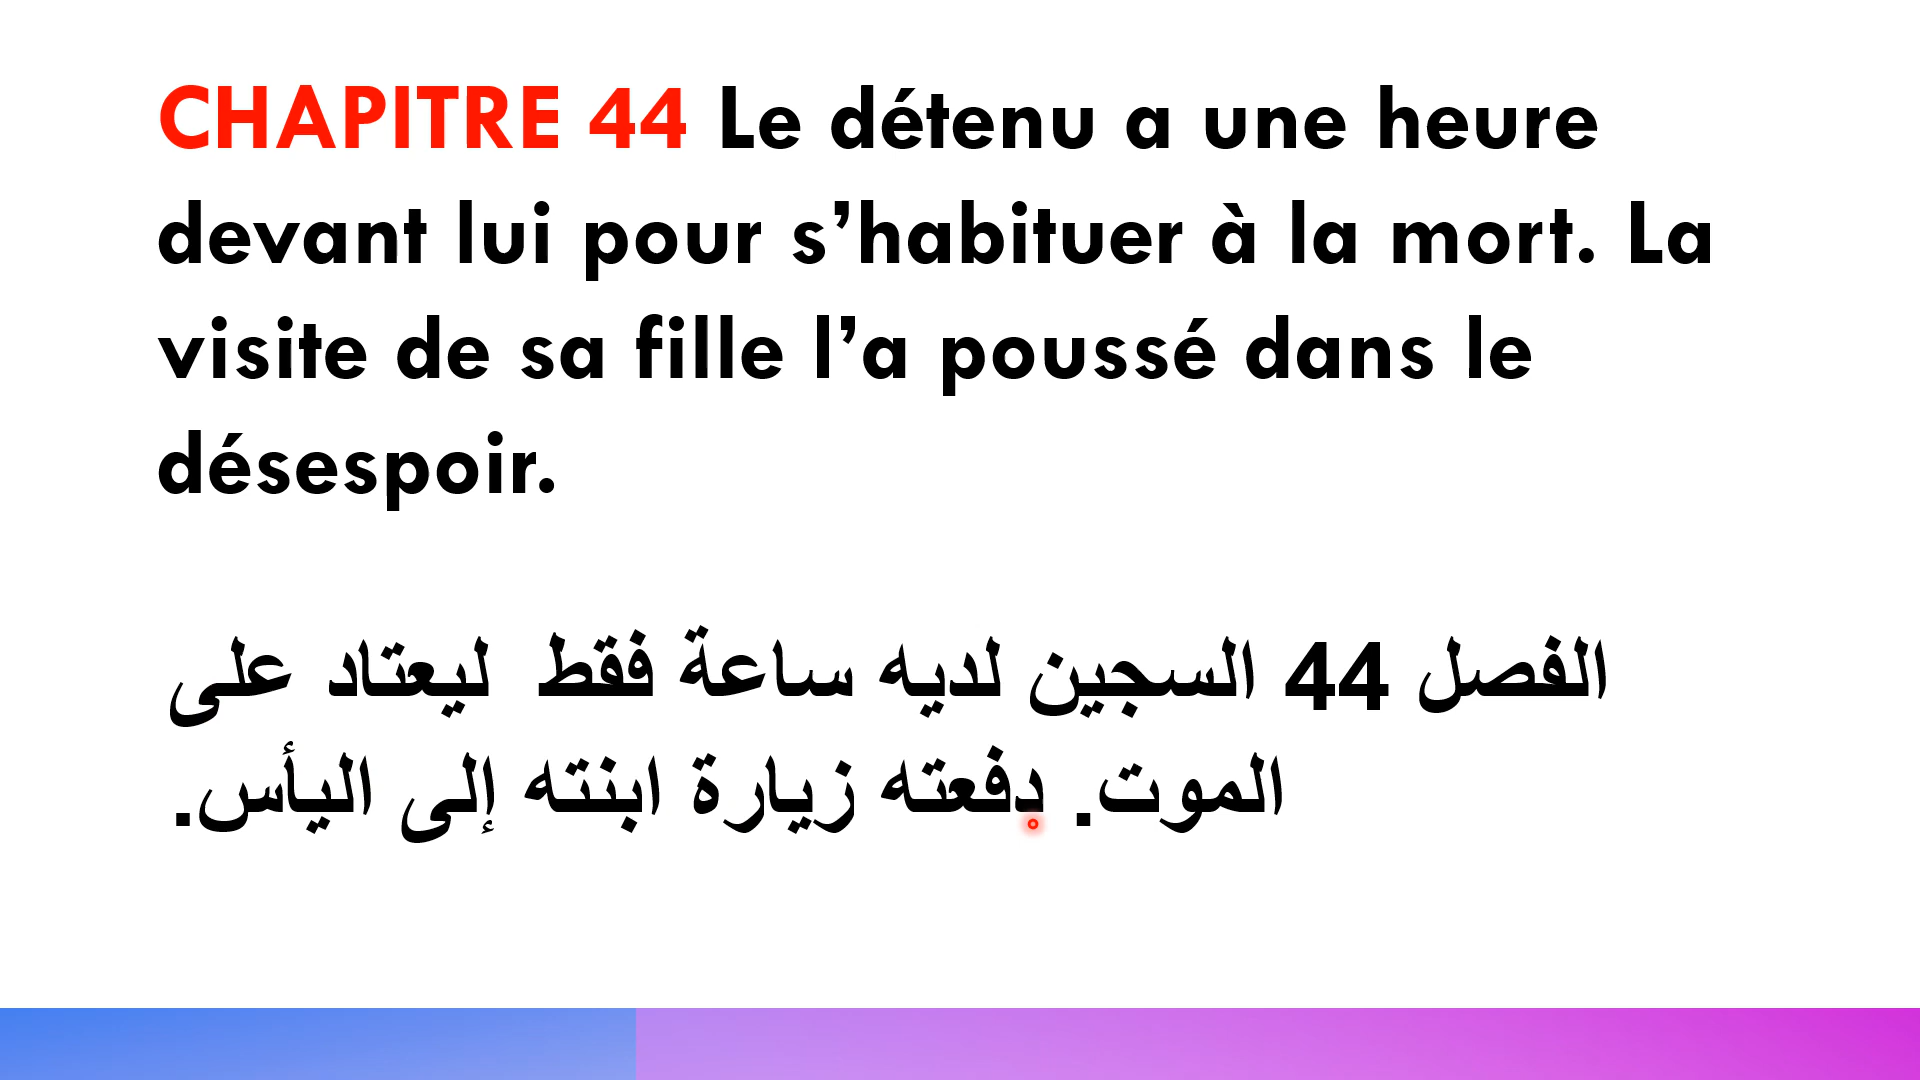 CHAPITRE 44 Le détenu a une heure
devant lui pour s’habituer à la mort. La
visite de sa fille l’a poussé dans le
désespoir.
الفصل 44 السجين لديه ساعة فقط  ليعتاد على
الموت. دفعته زيارة ابنته إلى اليأس.